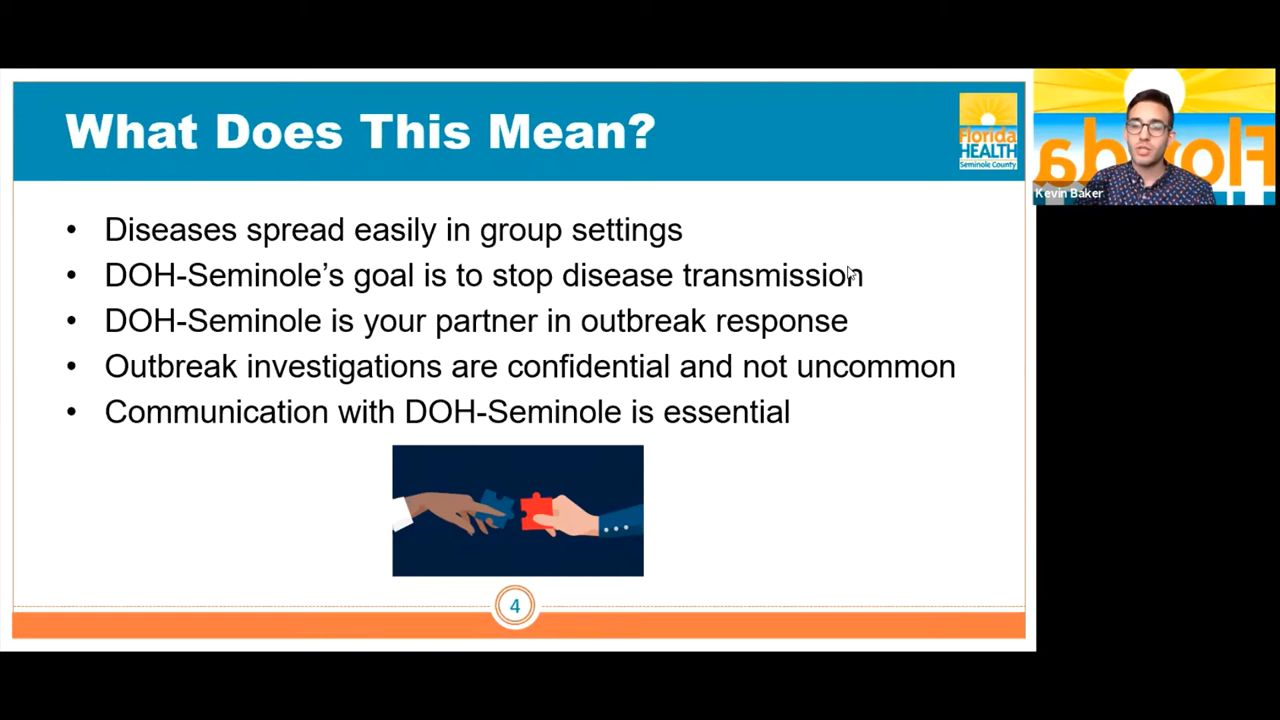 What Does This Mean?
Florida
HEALTH
Seminole County
• Diseases spread easily in group settings
• DOH-Seminole’s goal is to stop disease transmission
• DOH-Seminole is your partner in outbreak response
• Outbreak investigations are confidential and not uncommon
• Communication with DOH-Seminole is essential
4
Florida
Kevin Baker